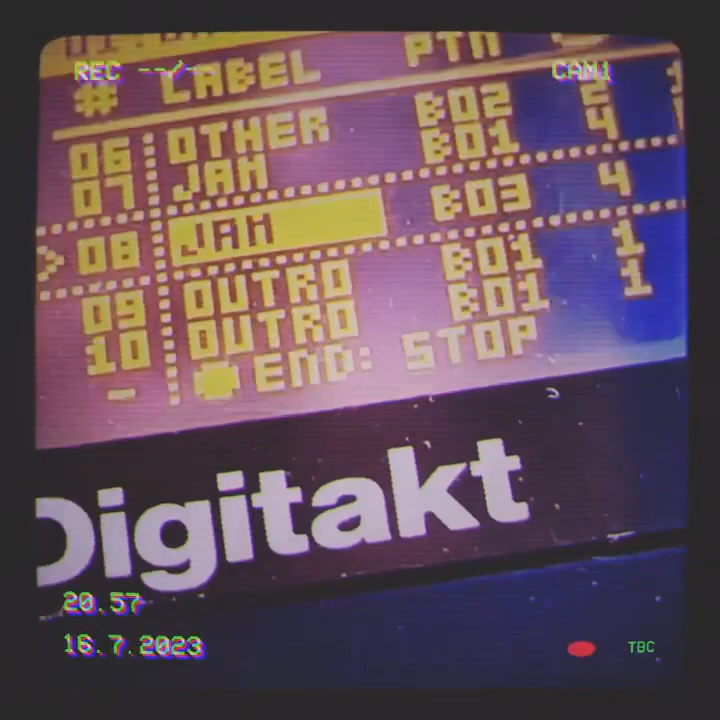 REC --/-- CAM1
# LABEL PTN
06 OTHER B02 2
07 JAM B01 4
> 08 JAM B03 4
09 OUTRO B01 1
10 OUTRO B01 1
- END: STOP
Digitakt
20.57
16.7.2023 TBC